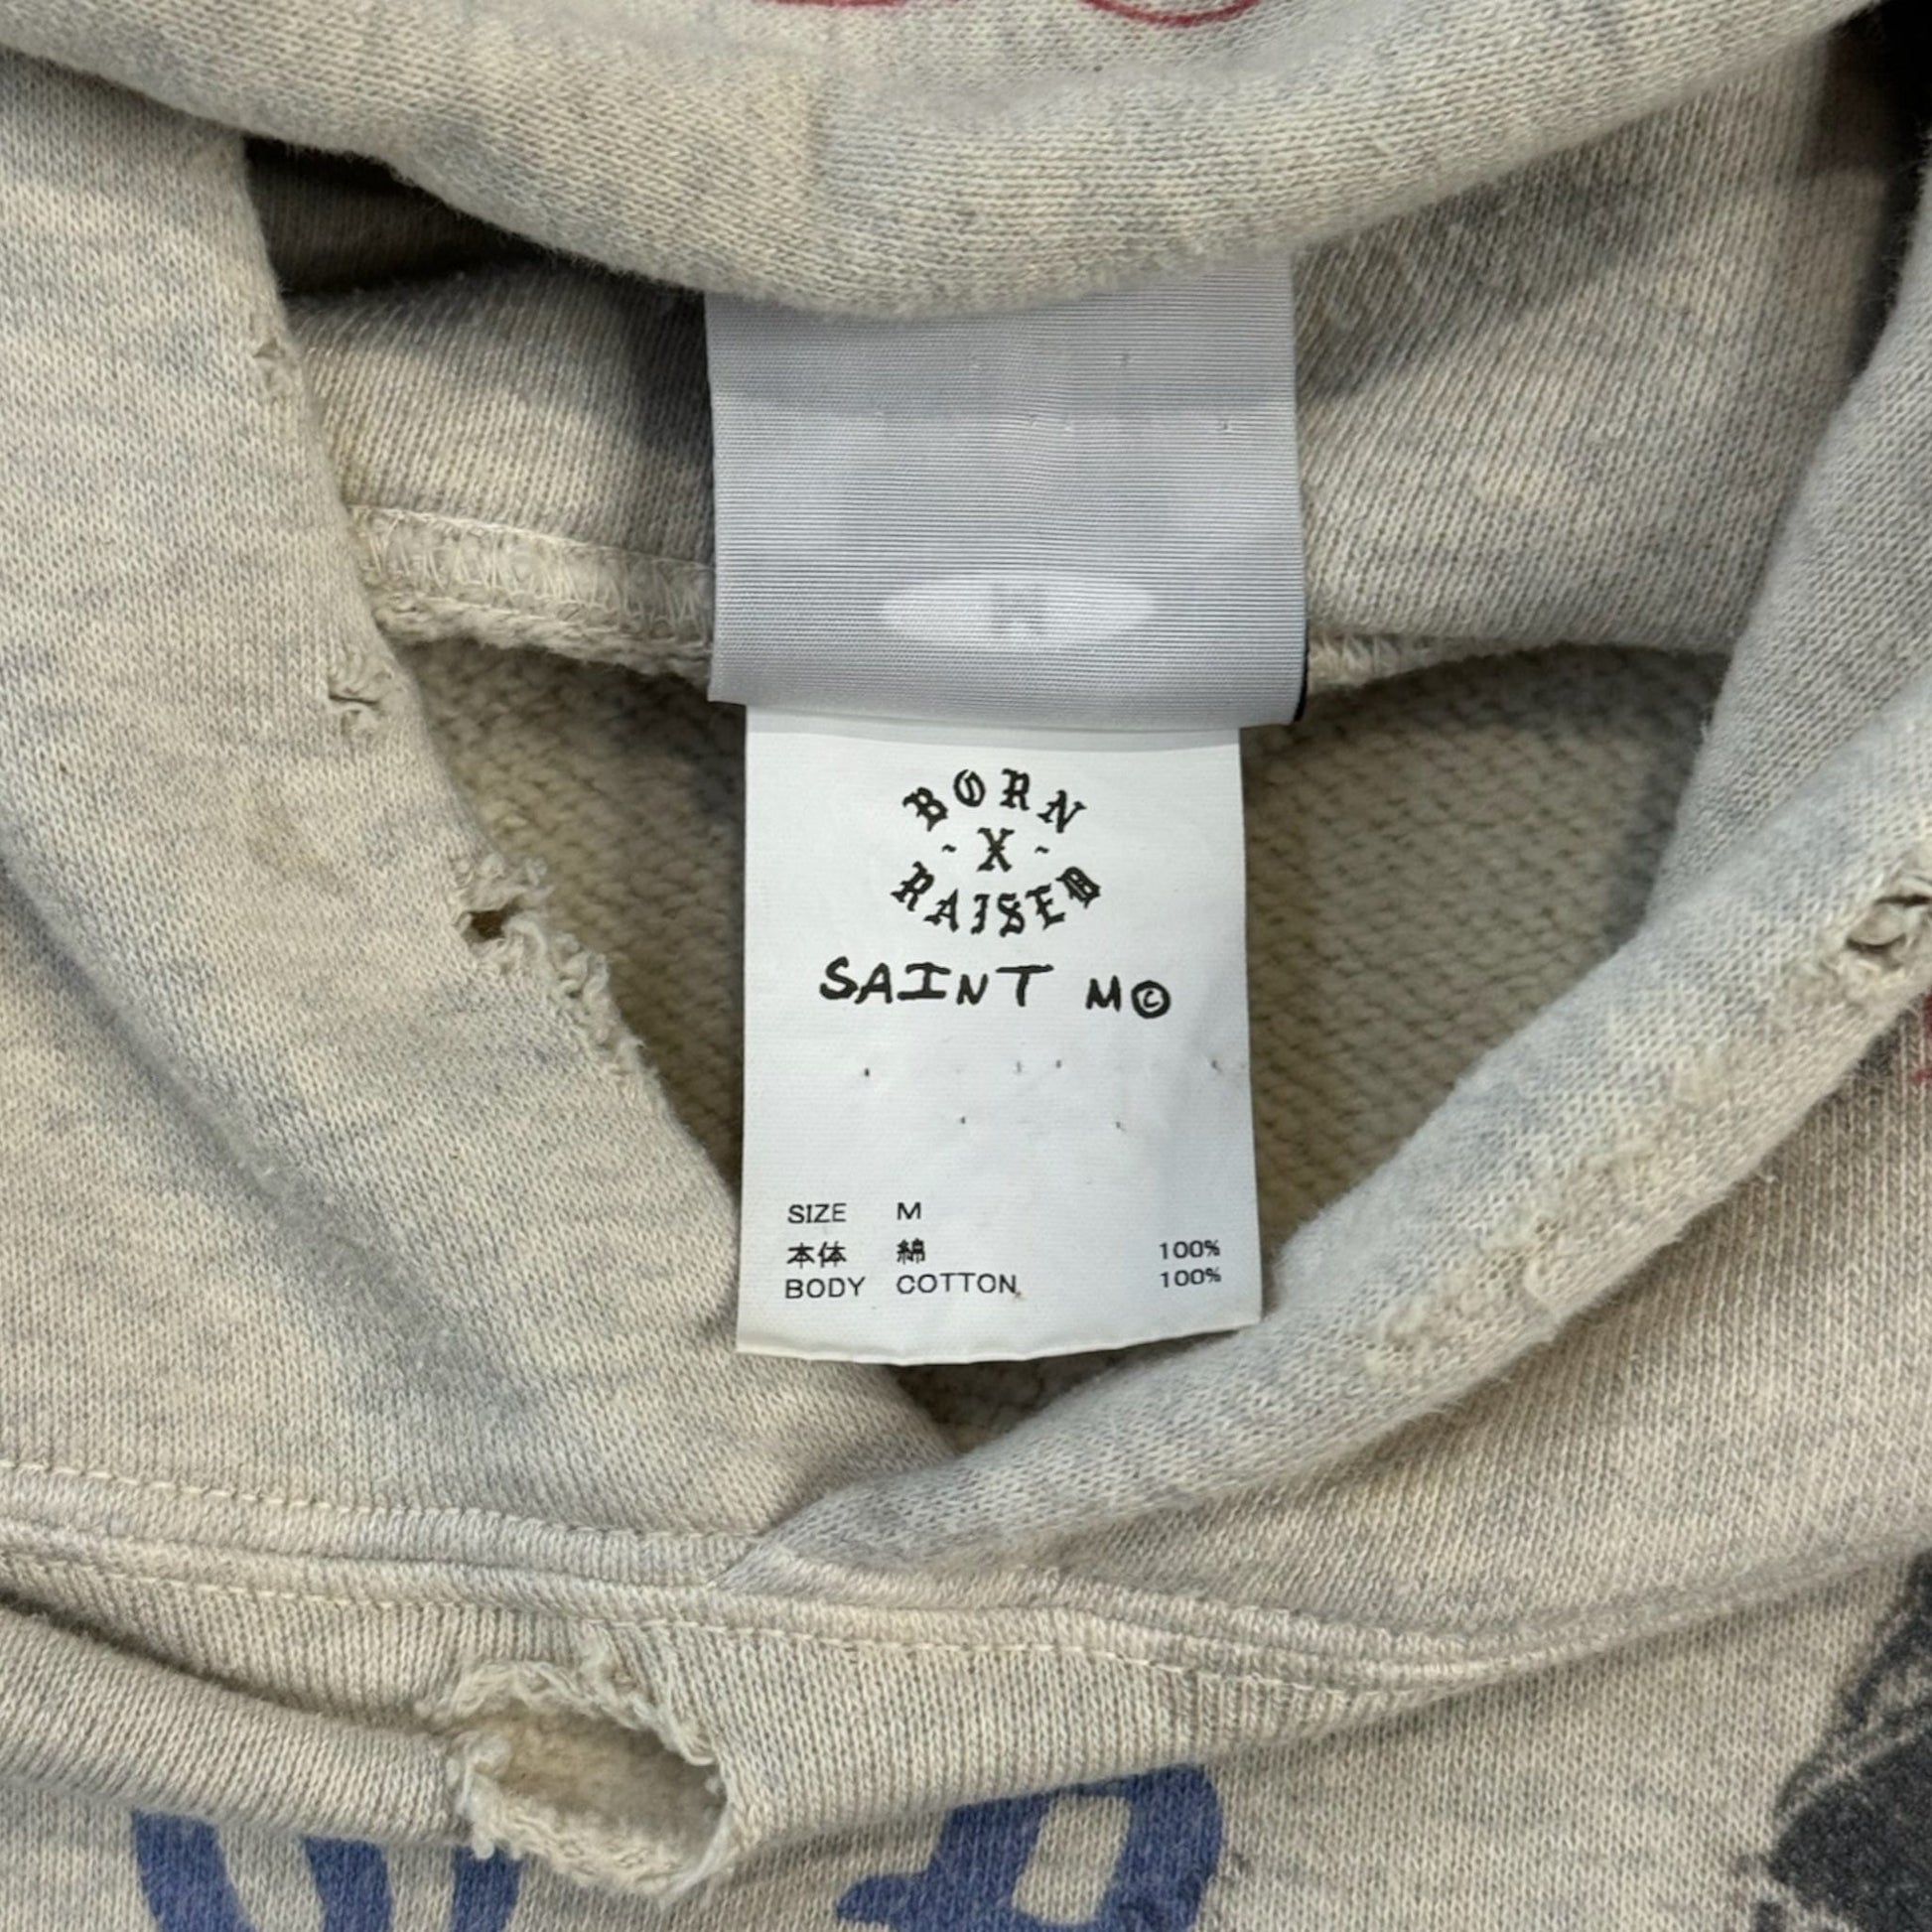 BORN
- X -
RAISED
SAINT M©
SIZE M
本体 綿 100%
BODY COTTON 100%